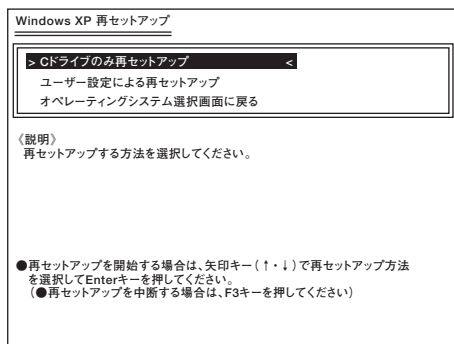 Windows XP 再セットアップ
> Cドライブのみ再セットアップ <
ユーザー設定による再セットアップ
オペレーティングシステム選択画面に戻る
《説明》
再セットアップする方法を選択してください。
●再セットアップを開始する場合は、矢印キー(↑・↓)で再セットアップ方法
を選択してEnterキーを押してください。
(●再セットアップを中断する場合は、F3キーを押してください)